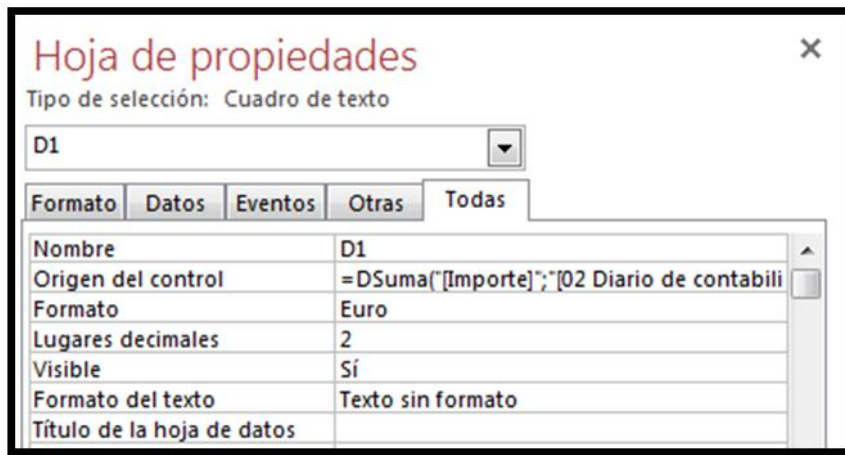 Hoja de propiedades
Tipo de selección: Cuadro de texto
D1
Formato Datos Eventos Otras Todas
Nombre D1
Origen del control =DSuma("[Importe]";"[02 Diario de contabili
Formato Euro
Lugares decimales 2
Visible Sí
Formato del texto Texto sin formato
Título de la hoja de datos